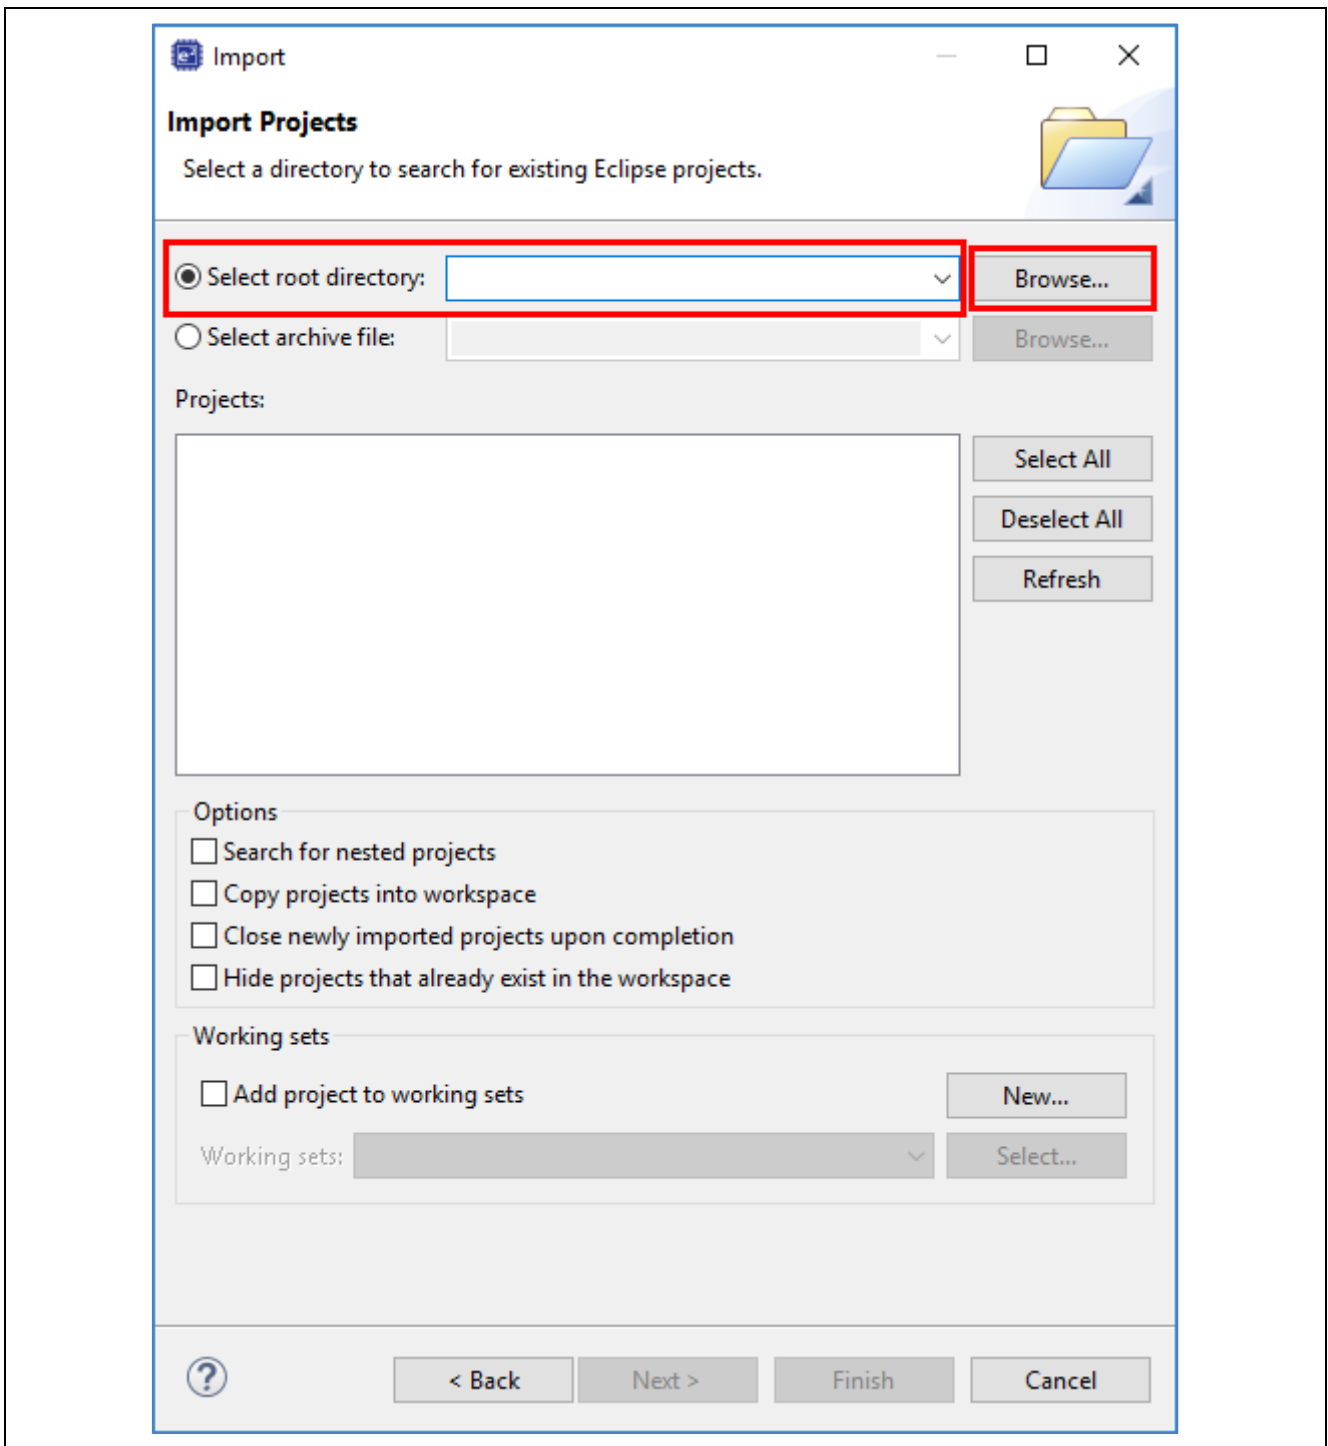 Import
Import Projects
Select a directory to search for existing Eclipse projects.
Select root directory: Browse...
Select archive file: Browse...
Projects:
Select All
Deselect All
Refresh
Options
Search for nested projects
Copy projects into workspace
Close newly imported projects upon completion
Hide projects that already exist in the workspace
Working sets
Add project to working sets New...
Working sets: Select...
? < Back Next > Finish Cancel